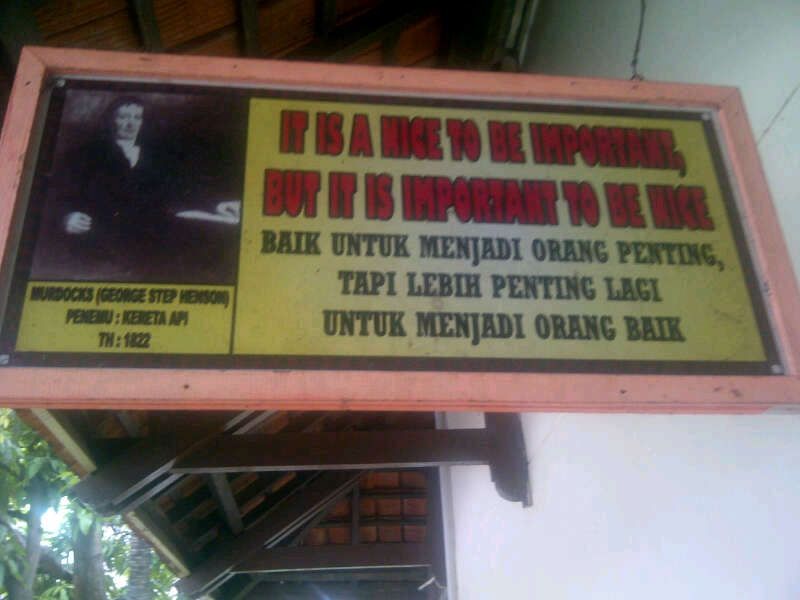 IT IS A NICE TO BE IMPORTANT,
BUT IT IS IMPORTANT TO BE NICE
BAIK UNTUK MENJADI ORANG PENTING,
TAPI LEBIH PENTING LAGI
UNTUK MENJADI ORANG BAIK
MURDOCKS (GEORGE STEP HENSON)
PENEMU : KERETA API
TH : 1822